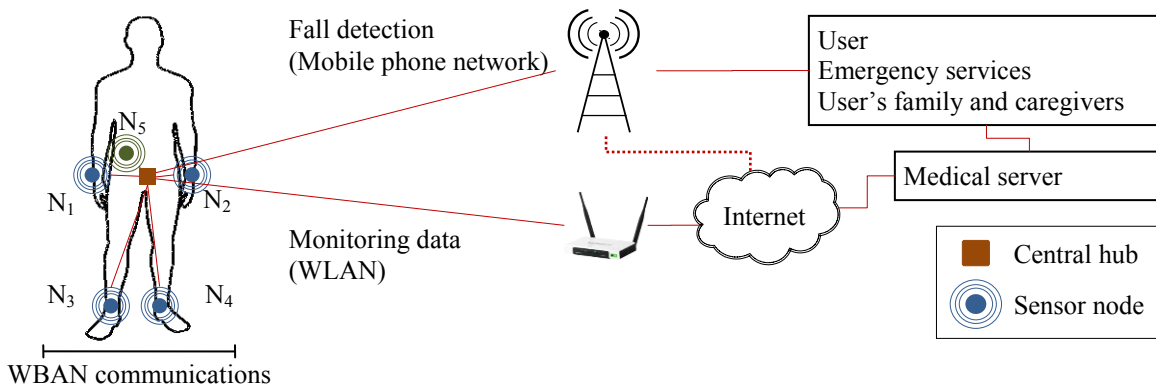 Fall detection
(Mobile phone network)
User
Emergency services
User's family and caregivers
N5
N1
N2
Medical server
Internet
Monitoring data
(WLAN)
N3
N4
Central hub
Sensor node
WBAN communications